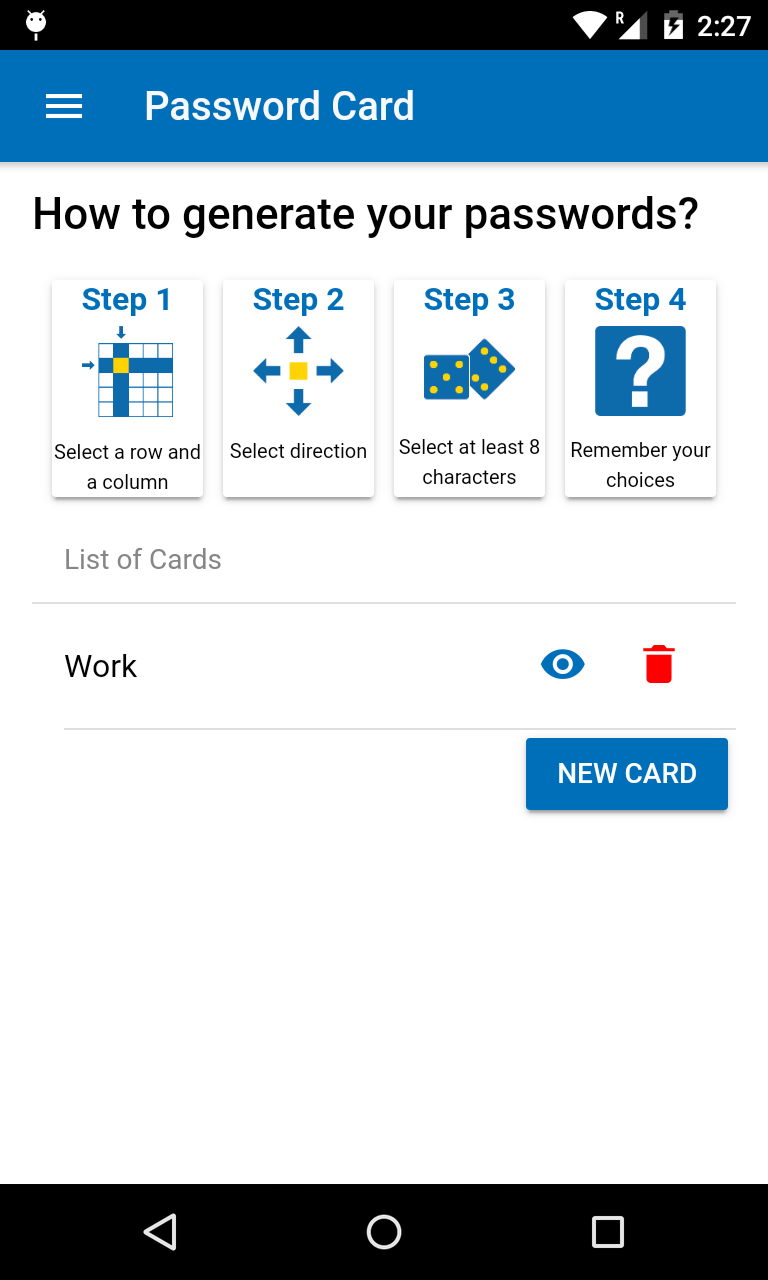 R
2:27
Password Card
How to generate your passwords?
Step 1
Select a row and
a column
Step 2
Select direction
Step 3
Select at least 8
characters
Step 4
?
Remember your
choices
List of Cards
Work
NEW CARD